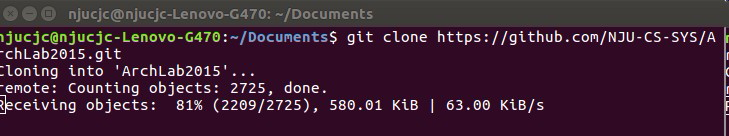 njucjc@njucjc-Lenovo-G470: ~/Documents
njucjc@njucjc-Lenovo-G470:~/Documents$ git clone https://github.com/NJU-CS-SYS/A
rchLab2015.git
Cloning into 'ArchLab2015'...
remote: Counting objects: 2725, done.
Receiving objects:  81% (2209/2725), 580.01 KiB | 63.00 KiB/s